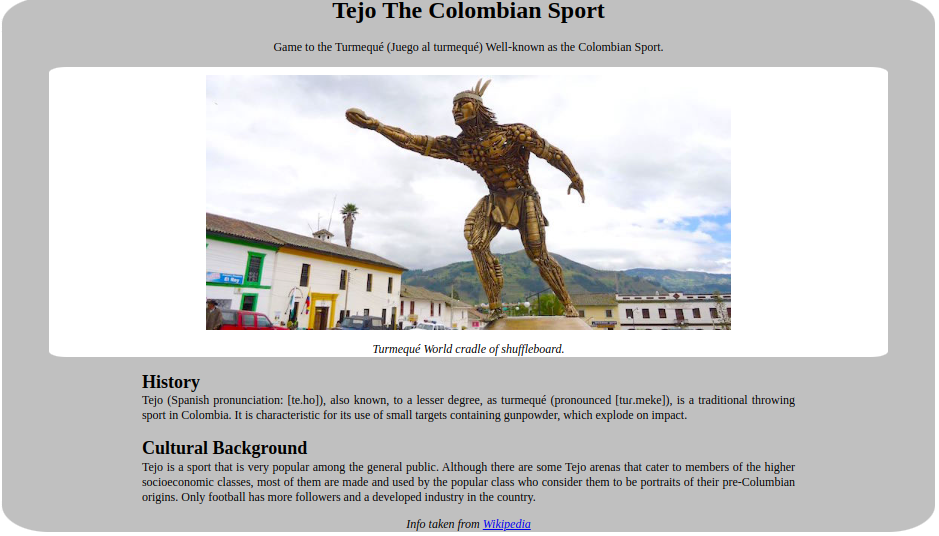 Tejo The Colombian Sport
Game to the Turmequé (Juego al turmequé) Well-known as the Colombian Sport.
Turmequé World cradle of shuffleboard.
History
Tejo (Spanish pronunciation: [te.ho]), also known, to a lesser degree, as turmequé (pronounced [tuɾ.meke]), is a traditional throwing
sport in Colombia. It is characteristic for its use of small targets containing gunpowder, which explode on impact.
Cultural Background
Tejo is a sport that is very popular among the general public. Although there are some Tejo arenas that cater to members of the higher
socioeconomic classes, most of them are made and used by the popular class who consider them to be portraits of their pre-Columbian
origins. Only football has more followers and a developed industry in the country.
Info taken from Wikipedia